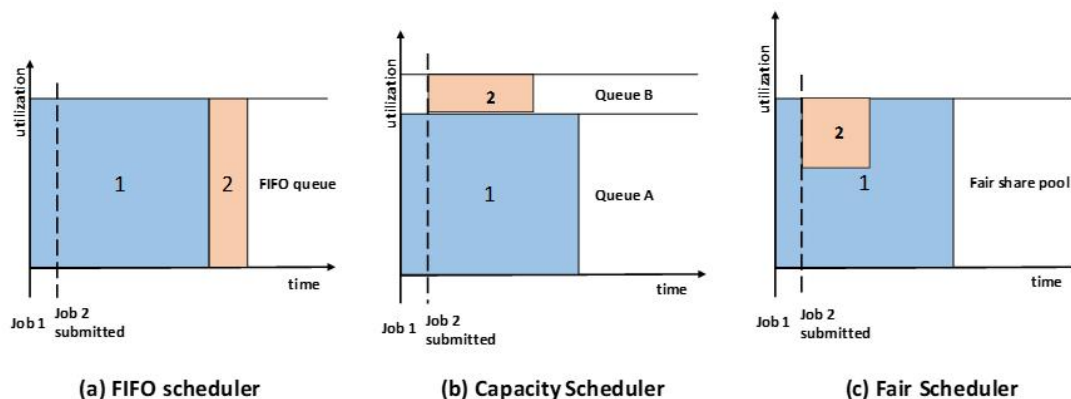 utilization
1
2
FIFO queue
time
Job 1
Job 2
submitted
(a) FIFO scheduler
utilization
2
Queue B
1
Queue A
time
Job 1
Job 2
submitted
(b) Capacity Scheduler
utilization
2
1
Fair share pool
time
Job 1
Job 2
submitted
(c) Fair Scheduler